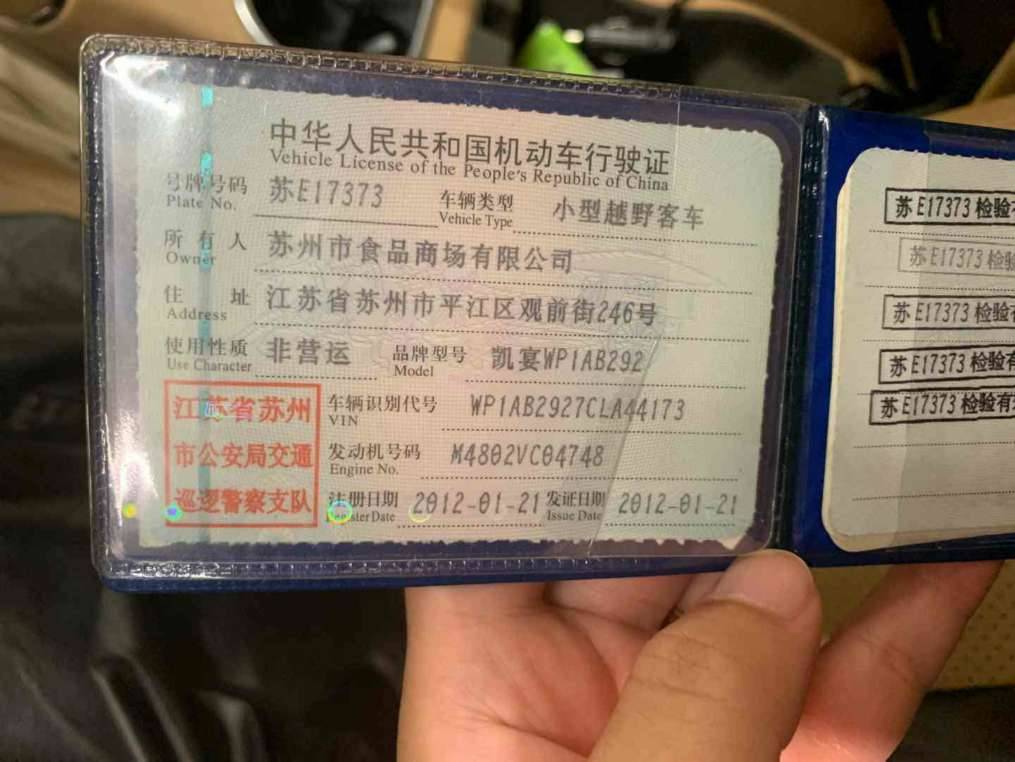 中华人民共和国机动车行驶证
Vehicle License of the People's Republic of China
号牌号码 苏E17373 车辆类型 小型越野客车
Plate No. Vehicle Type
所有人 苏州市食品商场有限公司
Owner
住址 江苏省苏州市平江区观前街246号
Address
使用性质 非营运 品牌型号 凯宴WP1AB292
Use Character Model
江苏省苏州
市公安局交通
巡逻警察支队
车辆识别代号 WP1AB2927CLA44173
VIN
发动机号码 M4802VC04748
Engine No.
注册日期 2012-01-21 发证日期 2012-01-21
Register Date Issue Date
苏E17373检验有
苏E17373检验
苏E17373检验有
苏E17373检验有
苏E17373检验有